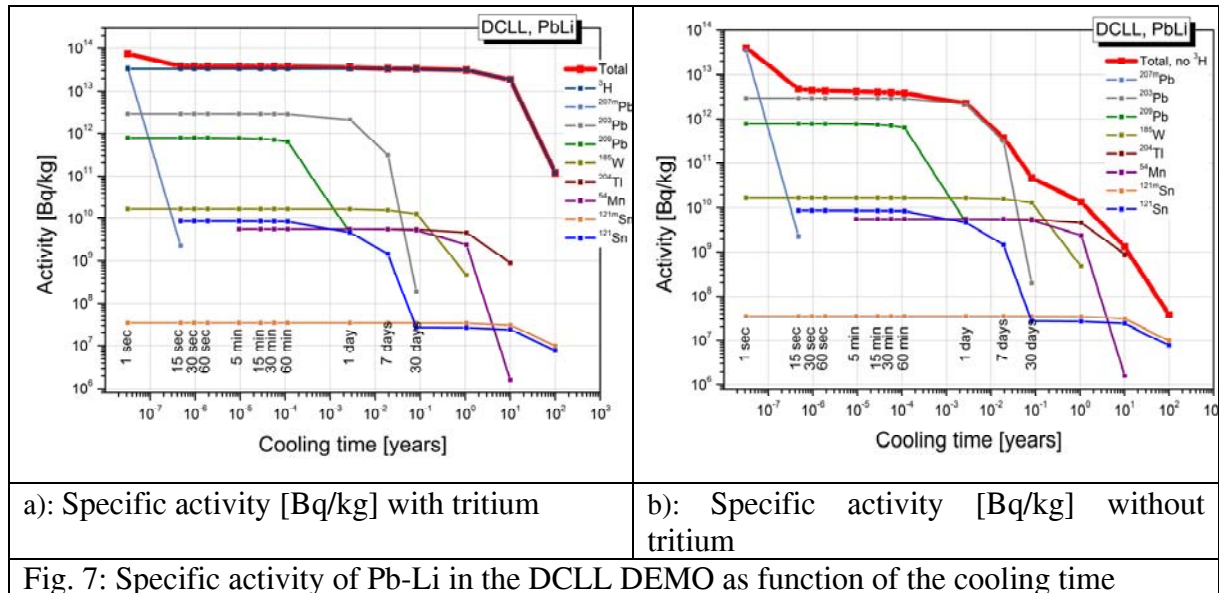 DCLL, PbLi
10^14
10^13
10^12
10^11
10^10
10^9
10^8
10^7
10^6
Activity [Bq/kg]
Total
³H
²⁰⁷ᵐPb
²⁰³Pb
²⁰⁹Pb
¹⁸⁵W
²⁰⁴Tl
⁵⁴Mn
¹²¹ᵐSn
¹²¹Sn
1 sec
15 sec
30 sec
60 sec
5 min
15 min
30 min
60 min
1 day
7 days
30 days
10^-7 10^-6 10^-5 10^-4 10^-3 10^-2 10^-1 10^0 10^1 10^2 10^3
Cooling time [years]
DCLL, PbLi
10^14
10^13
10^12
10^11
10^10
10^9
10^8
10^7
10^6
Activity [Bq/kg]
Total, no ³H
²⁰⁷ᵐPb
²⁰³Pb
²⁰⁹Pb
¹⁸⁵W
²⁰⁴Tl
⁵⁴Mn
¹²¹ᵐSn
¹²¹Sn
1 sec
15 sec
30 sec
60 sec
5 min
15 min
30 min
60 min
1 day
7 days
30 days
10^-7 10^-6 10^-5 10^-4 10^-3 10^-2 10^-1 10^0 10^1 10^2
Cooling time [years]
a): Specific activity [Bq/kg] with tritium
b): Specific activity [Bq/kg] without
tritium
Fig. 7: Specific activity of Pb-Li in the DCLL DEMO as function of the cooling time